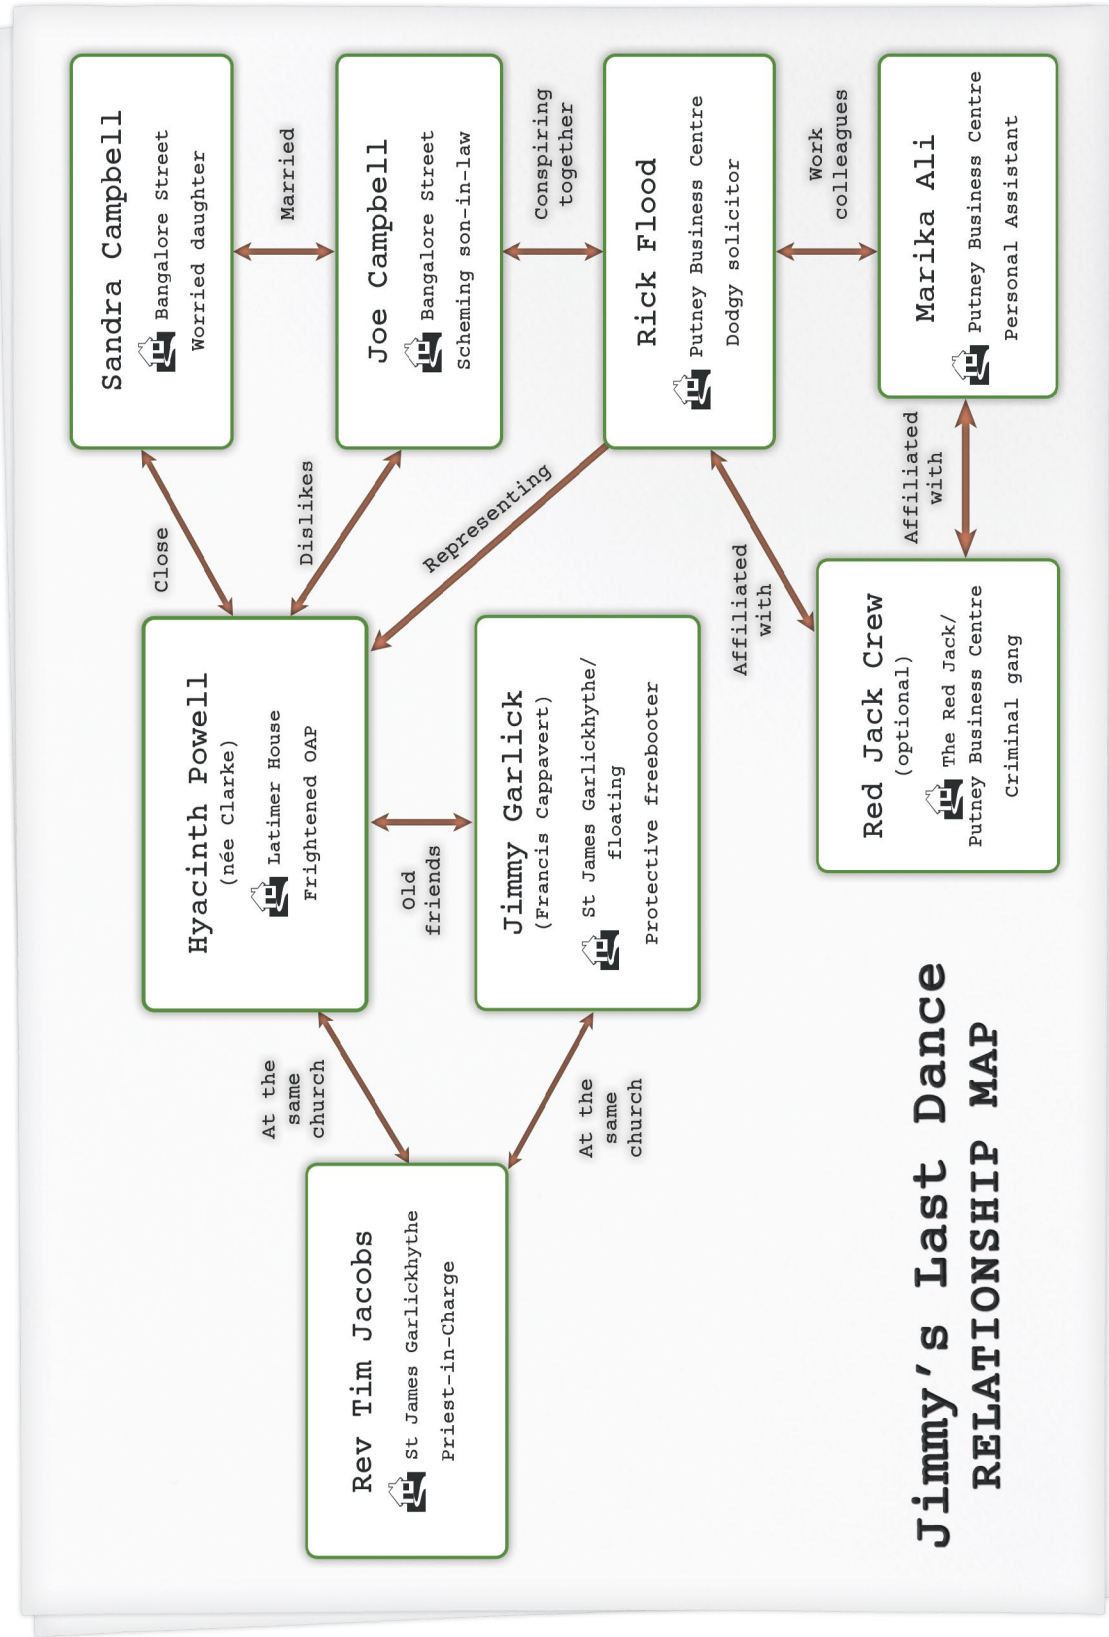 Rev Tim Jacobs
St James Garlickhythe
Priest-in-Charge
At the
same
church
At the
same
church
Hyacinth Powell
(née Clarke)
Latimer House
Frightened OAP
Old
friends
Jimmy Garlick
(Francis Cappavert)
St James Garlickhythe/
floating
Protective freebooter
Close
Dislikes
Representing
Sandra Campbell
Bangalore Street
Worried daughter
Married
Joe Campbell
Bangalore Street
Scheming son-in-law
Conspiring
together
Rick Flood
Putney Business Centre
Dodgy solicitor
Work
colleagues
Marika Ali
Putney Business Centre
Personal Assistant
Affiliated
with
Affiliated
with
Red Jack Crew
(optional)
The Red Jack/
Putney Business Centre
Criminal gang
Jimmy's Last Dance
RELATIONSHIP MAP